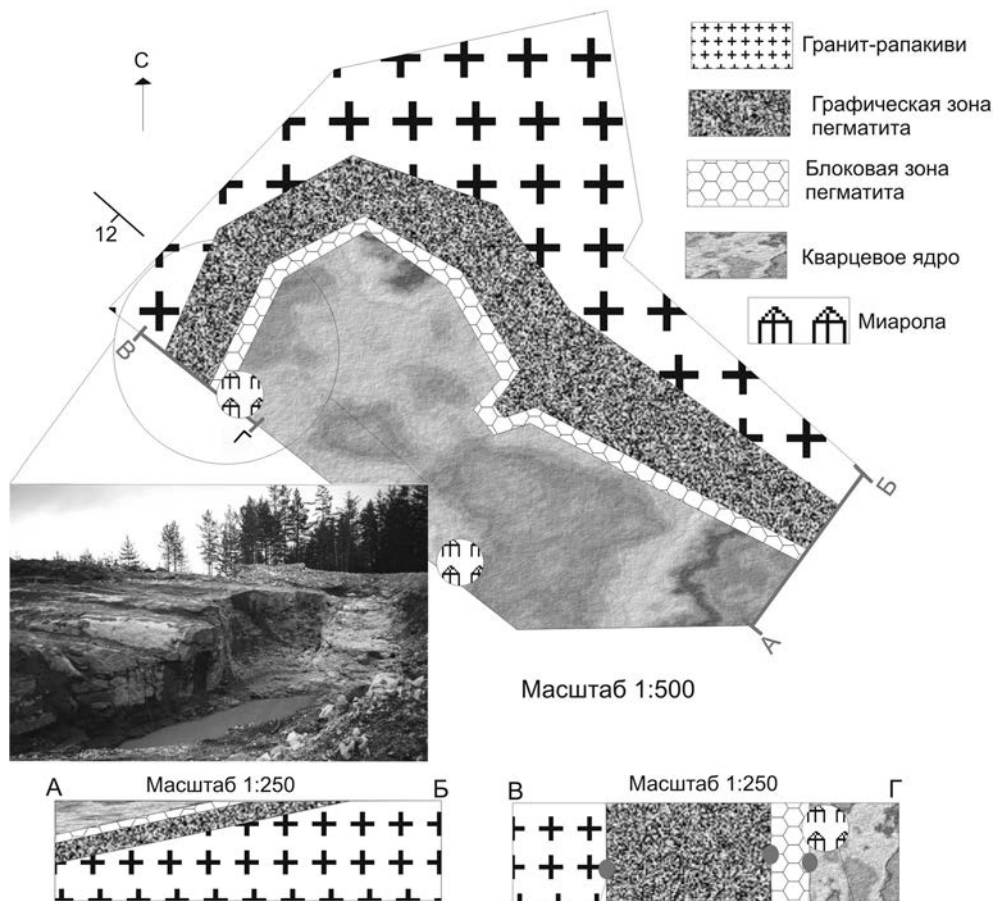 С
12
Гранит-рапакиви
Графическая зона
пегматита
Блоковая зона
пегматита
Кварцевое ядро
Миарола
В
Г
Б
А
Масштаб 1:500
А
Масштаб 1:250
Б
В
Масштаб 1:250
Г